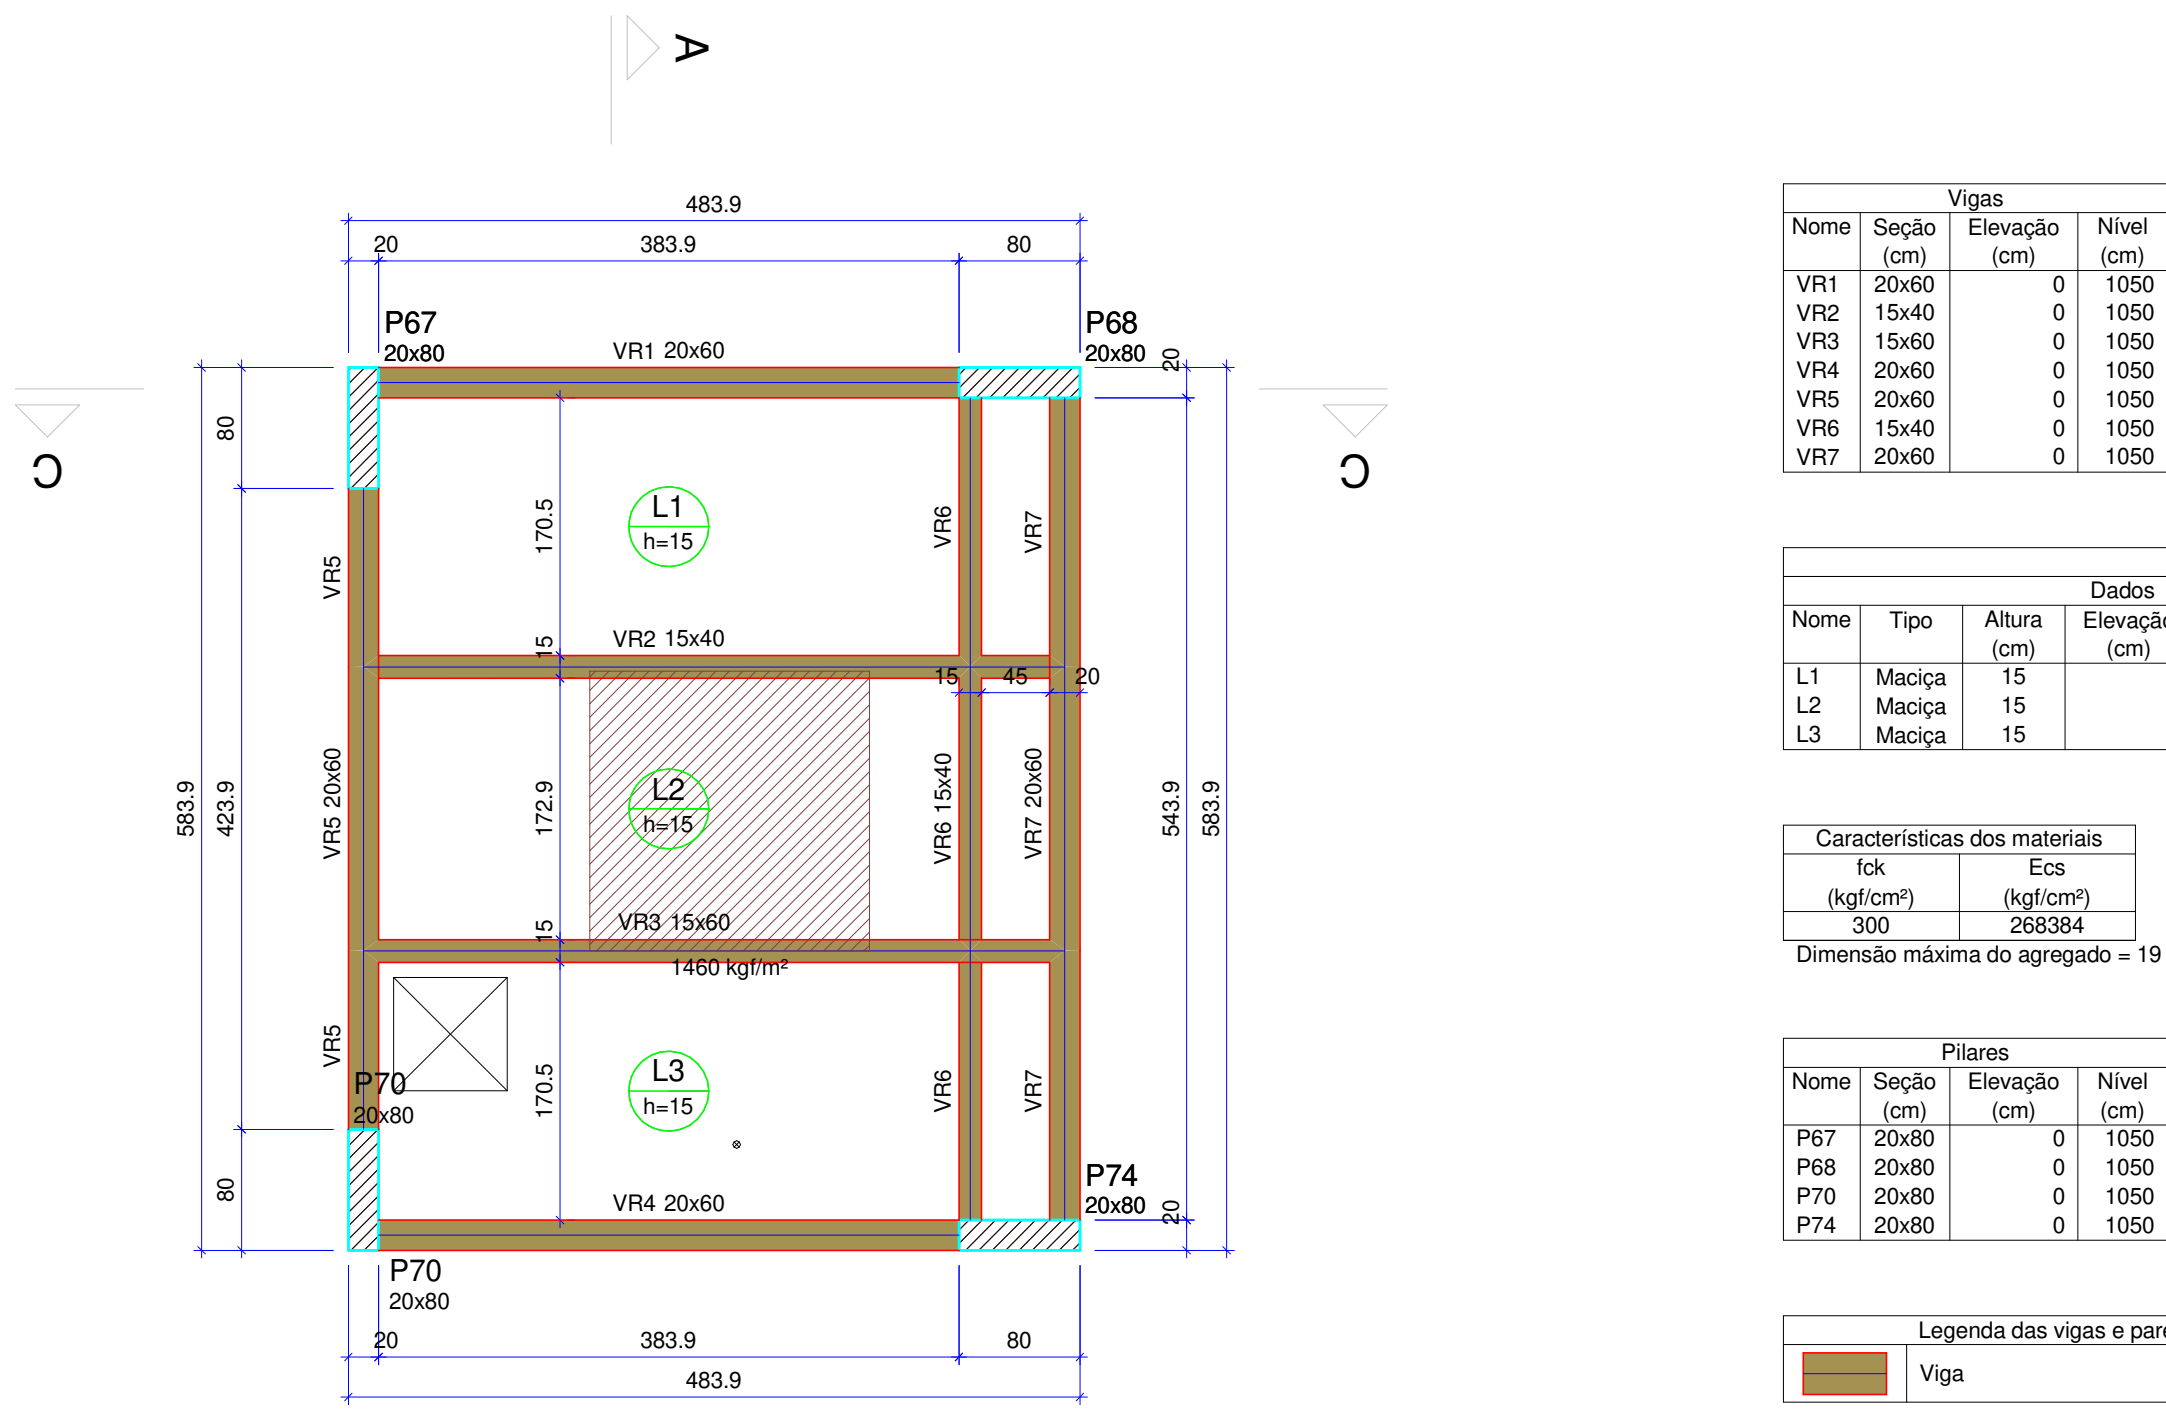 A
483.9
20 383.9 80
P67
20x80
VR1 20x60
P68
20x80
20
C
C
80
170.5
L1
h=15
VR6
VR7
VR5
VR2 15x40
15
15 45 20
583.9
423.9
VR5 20x60
172.9
L2
h=15
VR6 15x40
VR7 20x60
543.9
583.9
VR3 15x60
15
1460 kgf/m²
VR5
P70
20x80
170.5
L3
h=15
VR6
VR7
80
VR4 20x60
P74
20x80
20
P70
20x80
20 383.9 80
483.9
Vigas
Nome Seção Elevação Nível
(cm) (cm) (cm)
VR1 20x60 0 1050
VR2 15x40 0 1050
VR3 15x60 0 1050
VR4 20x60 0 1050
VR5 20x60 0 1050
VR6 15x40 0 1050
VR7 20x60 0 1050
Dados
Nome Tipo Altura Elevaçã
(cm) (cm)
L1 Maciça 15
L2 Maciça 15
L3 Maciça 15
Características dos materiais
fck Ecs
(kgf/cm²) (kgf/cm²)
300 268384
Dimensão máxima do agregado = 19
Pilares
Nome Seção Elevação Nível
(cm) (cm) (cm)
P67 20x80 0 1050
P68 20x80 0 1050
P70 20x80 0 1050
P74 20x80 0 1050
Legenda das vigas e par
Viga